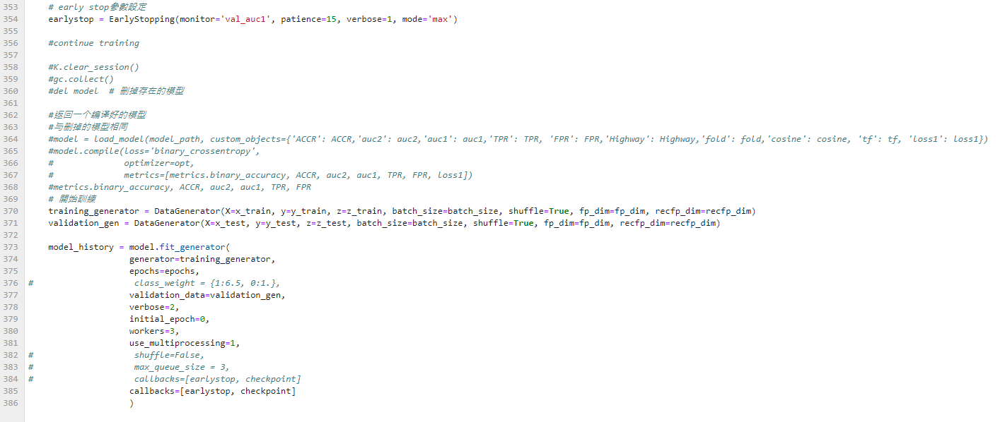 353 # early stop參數設定
354 earlystop = EarlyStopping(monitor='val_auc1', patience=15, verbose=1, mode='max')
355
356 #continue training
357
358 #K.clear_session()
359 #gc.collect()
360 #del model  # 删掉存在的模型
361
362 #返回一个编译好的模型
363 #与删掉的模型相同
364 #model = load_model(model_path, custom_objects={'ACCR': ACCR,'auc2': auc2,'auc1': auc1,'TPR': TPR, 'FPR': FPR,'Highway': Highway,'fold': fold,'cosine': cosine, 'tf': tf, 'loss1': loss1})
365 #model.compile(loss='binary_crossentropy',
366 #              optimizer=opt,
367 #              metrics=[metrics.binary_accuracy, ACCR, auc2, auc1, TPR, FPR, loss1])
368 #metrics.binary_accuracy, ACCR, auc2, auc1, TPR, FPR
369 # 開始訓練
370 training_generator = DataGenerator(X=x_train, y=y_train, z=z_train, batch_size=batch_size, shuffle=True, fp_dim=fp_dim, recfp_dim=recfp_dim)
371 validation_gen = DataGenerator(X=x_test, y=y_test, z=z_test, batch_size=batch_size, shuffle=True, fp_dim=fp_dim, recfp_dim=recfp_dim)
372
373 model_history = model.fit_generator(
374                 generator=training_generator,
375                 epochs=epochs,
376 #                    class_weight = {1:6.5, 0:1.},
377                 validation_data=validation_gen,
378                 verbose=2,
379                 initial_epoch=0,
380                 workers=3,
381                 use_multiprocessing=1,
382 #                    shuffle=False,
383 #                    max_queue_size = 3,
384 #                    callbacks=[earlystop, checkpoint]
385                 callbacks=[earlystop, checkpoint]
386                 )